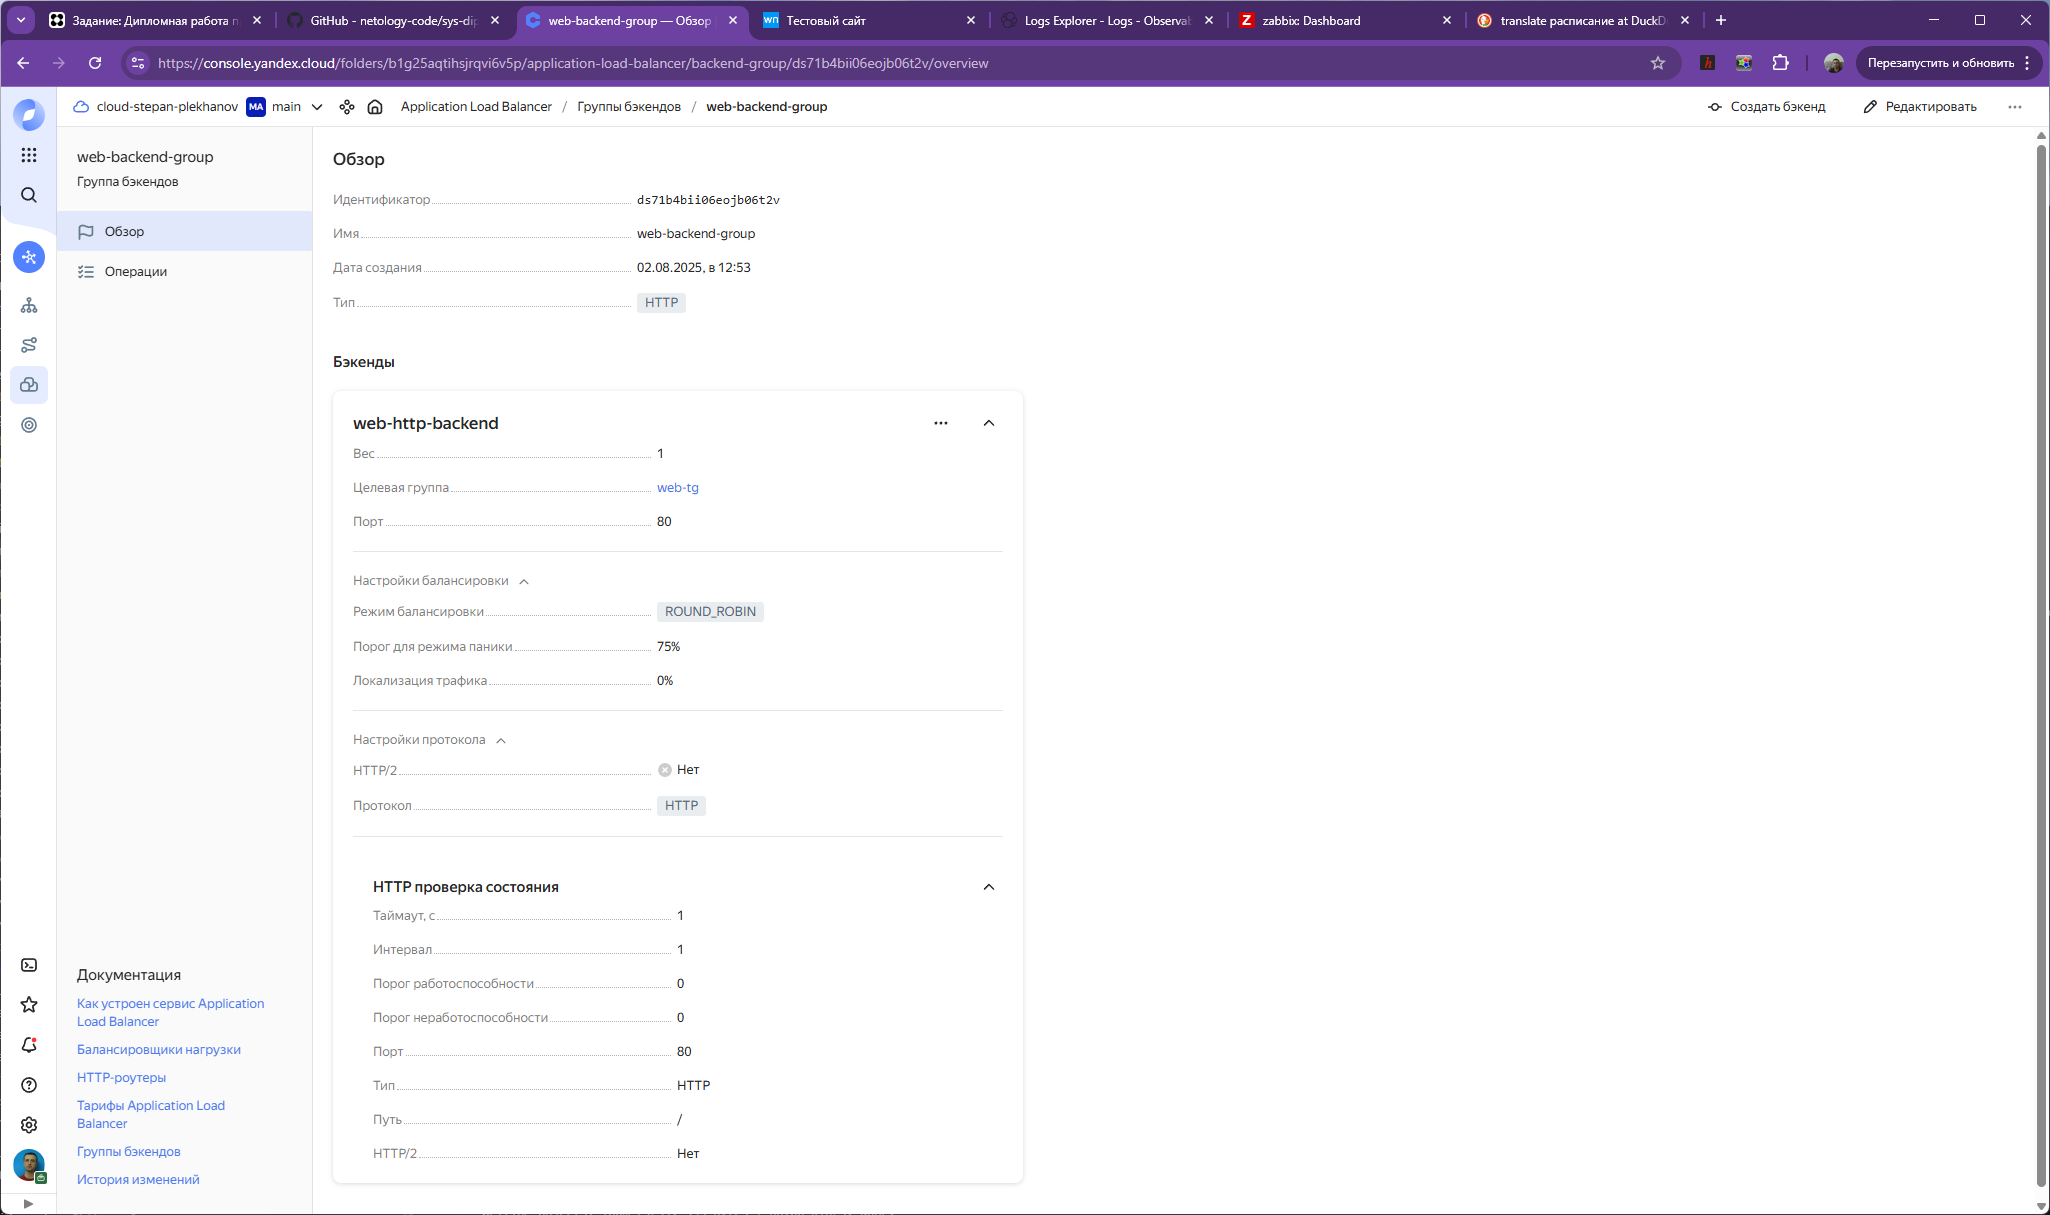 Задание: Дипломная работа п
GitHub - netology-code/sys-dip
web-backend-group — Обзор
Тестовый сайт
Logs Explorer - Logs - Observab
zabbix: Dashboard
translate расписание at DuckD
https://console.yandex.cloud/folders/b1g25aqtihsjrqvi6v5p/application-load-balancer/backend-group/ds71b4bii06eojb06t2v/overview
Перезапустить и обновить
cloud-stepan-plekhanov MA main
Application Load Balancer / Группы бэкендов / web-backend-group
Создать бэкенд
Редактировать
web-backend-group
Группа бэкендов
Обзор
Операции
Документация
Как устроен сервис Application
Load Balancer
Балансировщики нагрузки
HTTP-роутеры
Тарифы Application Load
Balancer
Группы бэкендов
История изменений
Обзор
Идентификатор ds71b4bii06eojb06t2v
Имя web-backend-group
Дата создания 02.08.2025, в 12:53
Тип HTTP
Бэкенды
web-http-backend
Вес 1
Целевая группа web-tg
Порт 80
Настройки балансировки
Режим балансировки ROUND_ROBIN
Порог для режима паники 75%
Локализация трафика 0%
Настройки протокола
HTTP/2 Нет
Протокол HTTP
HTTP проверка состояния
Таймаут, с 1
Интервал 1
Порог работоспособности 0
Порог неработоспособности 0
Порт 80
Тип HTTP
Путь /
HTTP/2 Нет